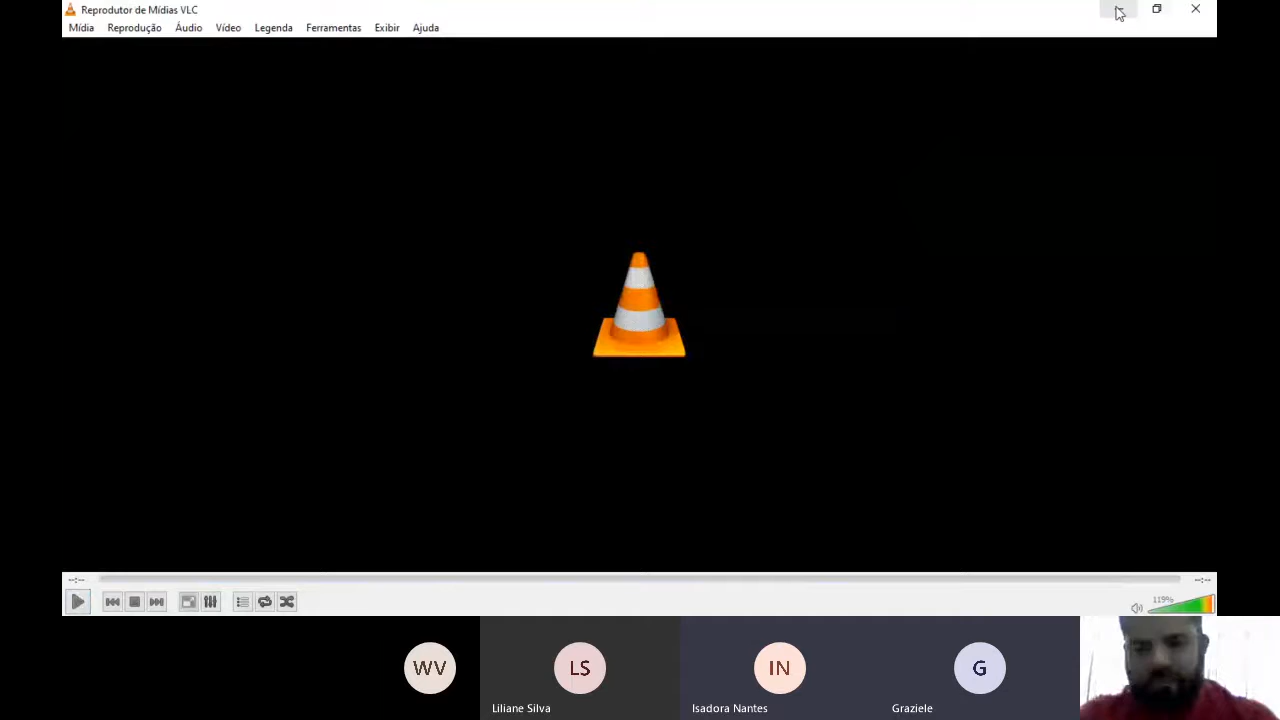 Reprodutor de Mídias VLC
Mídia Reprodução Áudio Vídeo Legenda Ferramentas Exibir Ajuda
--:-- --:--
119%
WV LS IN G
Liliane Silva Isadora Nantes Graziele